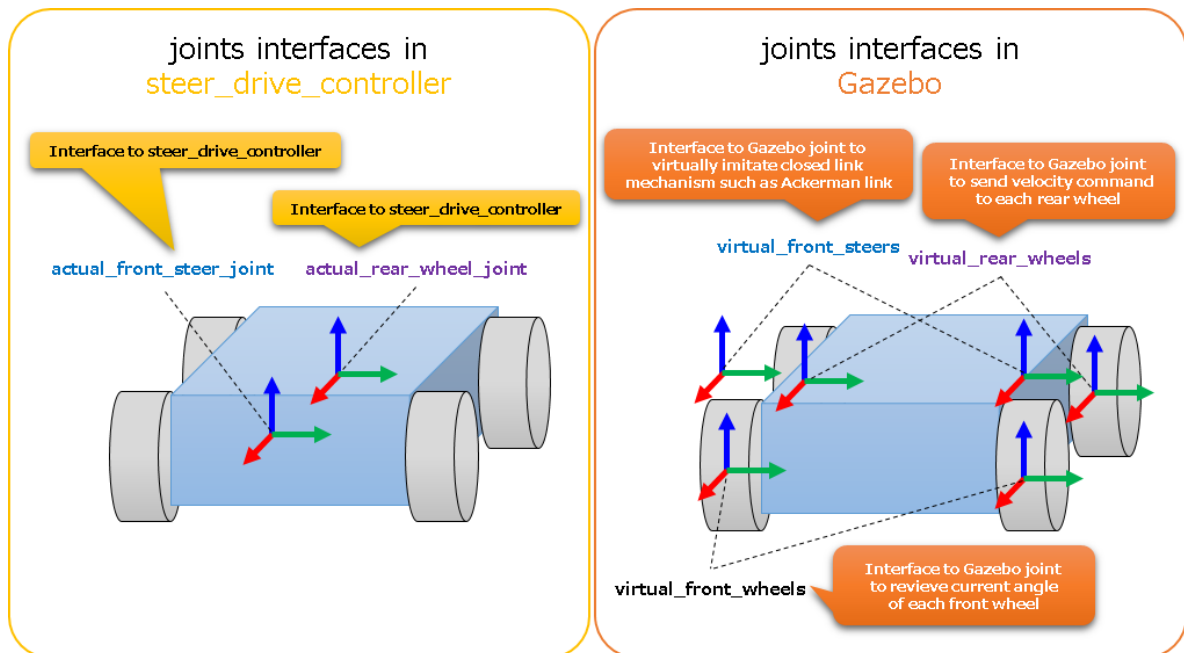 joints interfaces in
steer_drive_controller
Interface to steer_drive_controller
Interface to steer_drive_controller
actual_front_steer_joint
actual_rear_wheel_joint
joints interfaces in
Gazebo
Interface to Gazebo joint to
virtually imitate closed link
mechanism such as Ackerman link
Interface to Gazebo joint
to send velocity command
to each rear wheel
virtual_front_steers
virtual_rear_wheels
virtual_front_wheels
Interface to Gazebo joint
to revieve current angle
of each front wheel